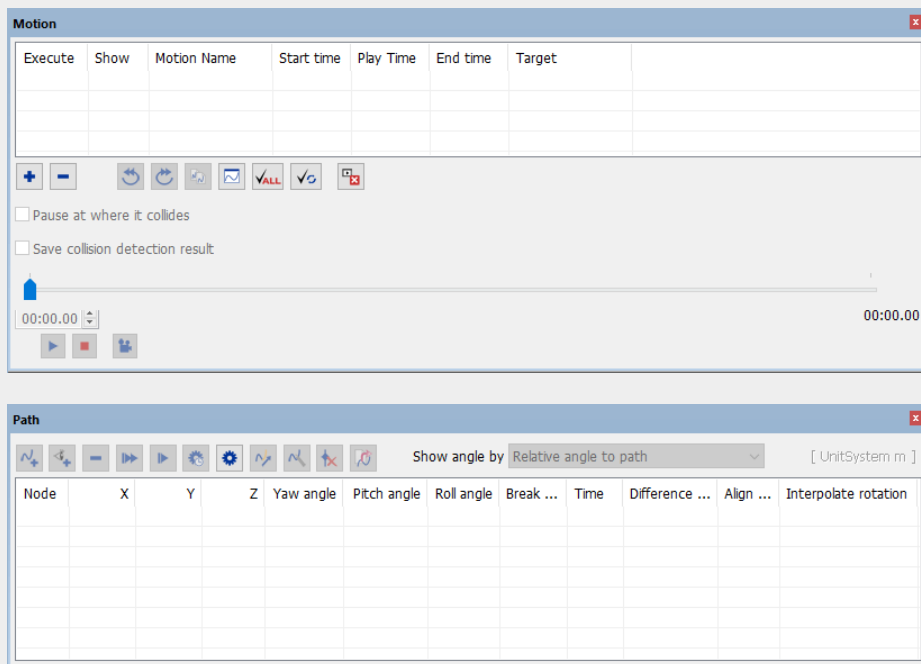 Motion
Execute Show Motion Name Start time Play Time End time Target
ALL
Pause at where it collides
Save collision detection result
00:00.00 00:00.00
Path
Show angle by Relative angle to path [ UnitSystem m ]
Node X Y Z Yaw angle Pitch angle Roll angle Break ... Time Difference ... Align ... Interpolate rotation